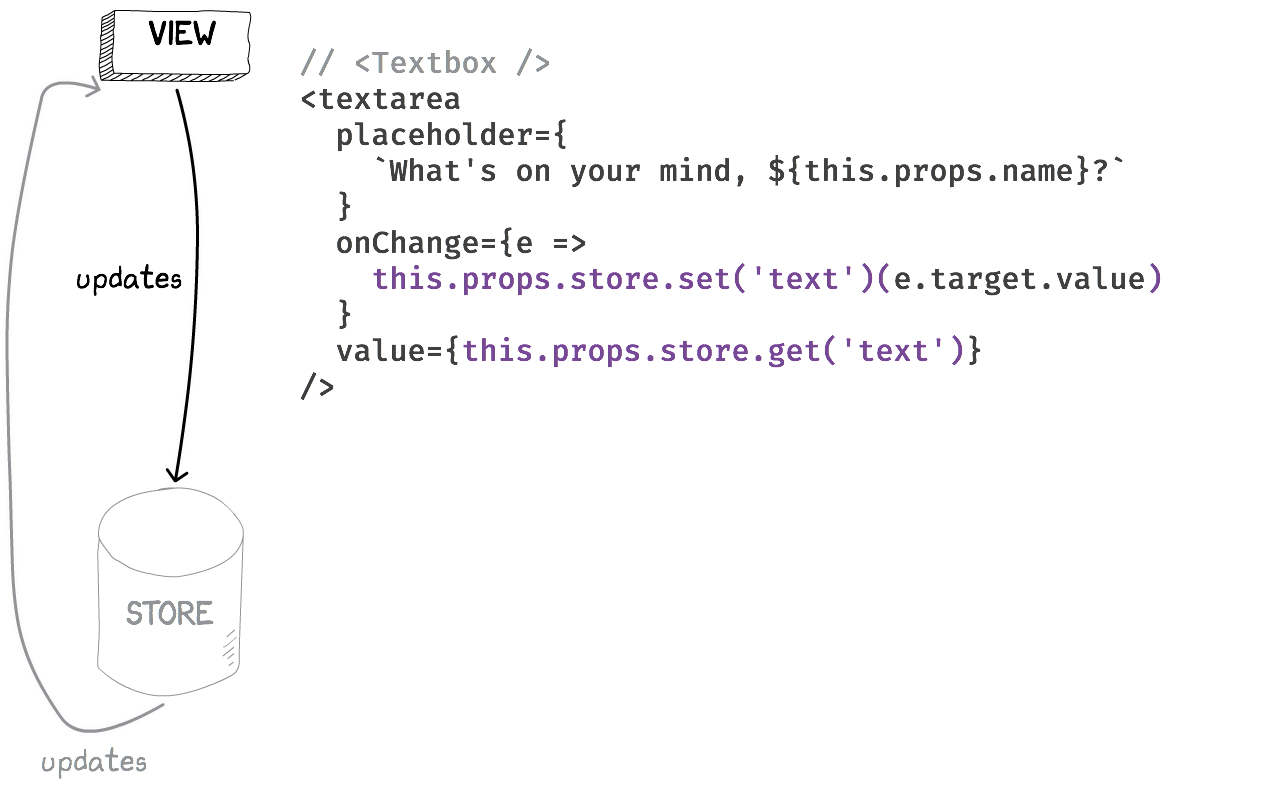 VIEW
// <Textbox />
<textarea
  placeholder={
    `What's on your mind, ${this.props.name}?`
  }
  onChange={e =>
    this.props.store.set('text')(e.target.value)
  }
  value={this.props.store.get('text')}
/>
updates
STORE
updates